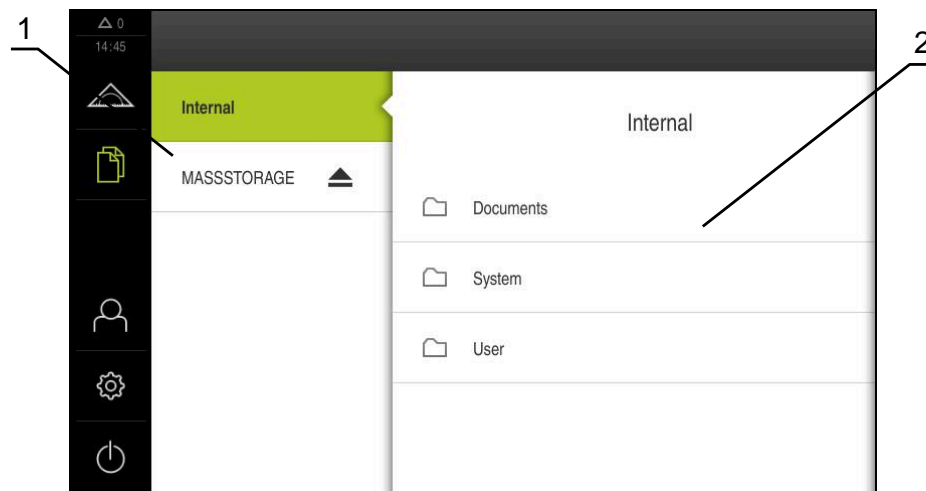 1
0
14:45
2
Internal
Internal
MASSSTORAGE
Documents
System
User